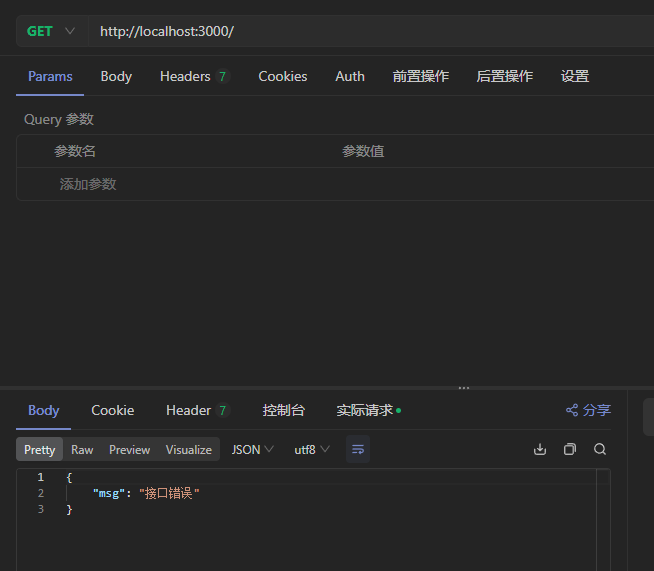 GET http://localhost:3000/
Params Body Headers 7 Cookies Auth 前置操作 后置操作 设置
Query 参数
参数名 参数值
添加参数
Body Cookie Header 7 控制台 实际请求 分享
Pretty Raw Preview Visualize JSON utf8
1 {
2 "msg": "接口错误"
3 }